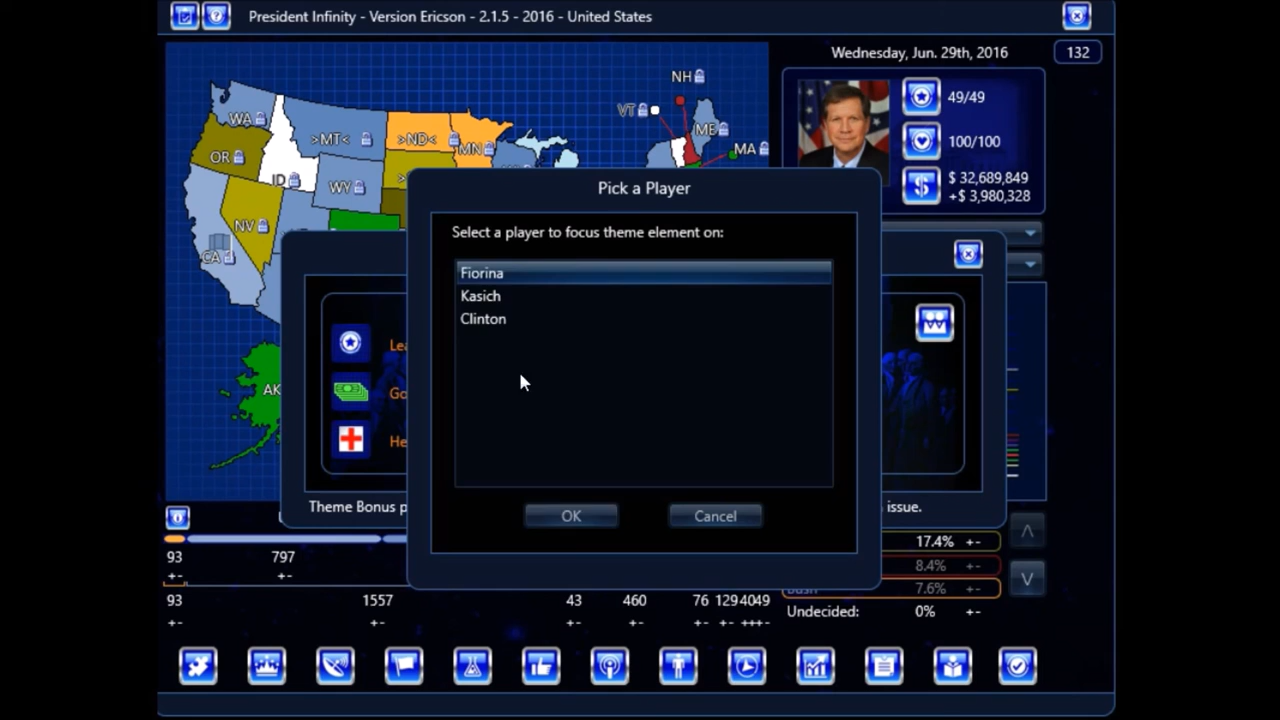 President Infinity - Version Ericson - 2.1.5 - 2016 - United States
Wednesday, Jun. 29th, 2016
132
NH
VT
ME
MA
WA
>MT<
>ND<
MN
OR
ID
WY
NV
CA
AK
49/49
100/100
$ 32,689,849
+$ 3,980,328
Pick a Player
Select a player to focus theme element on:
Fiorina
Kasich
Clinton
OK
Cancel
Lea
Go
He
Theme Bonus p
issue.
17.4% +-
8.4% +-
7.6% +-
Undecided: 0% +-
93
797
+-
+-
93
1557
43
460
76
129
+-
+-
+-
+-
+-